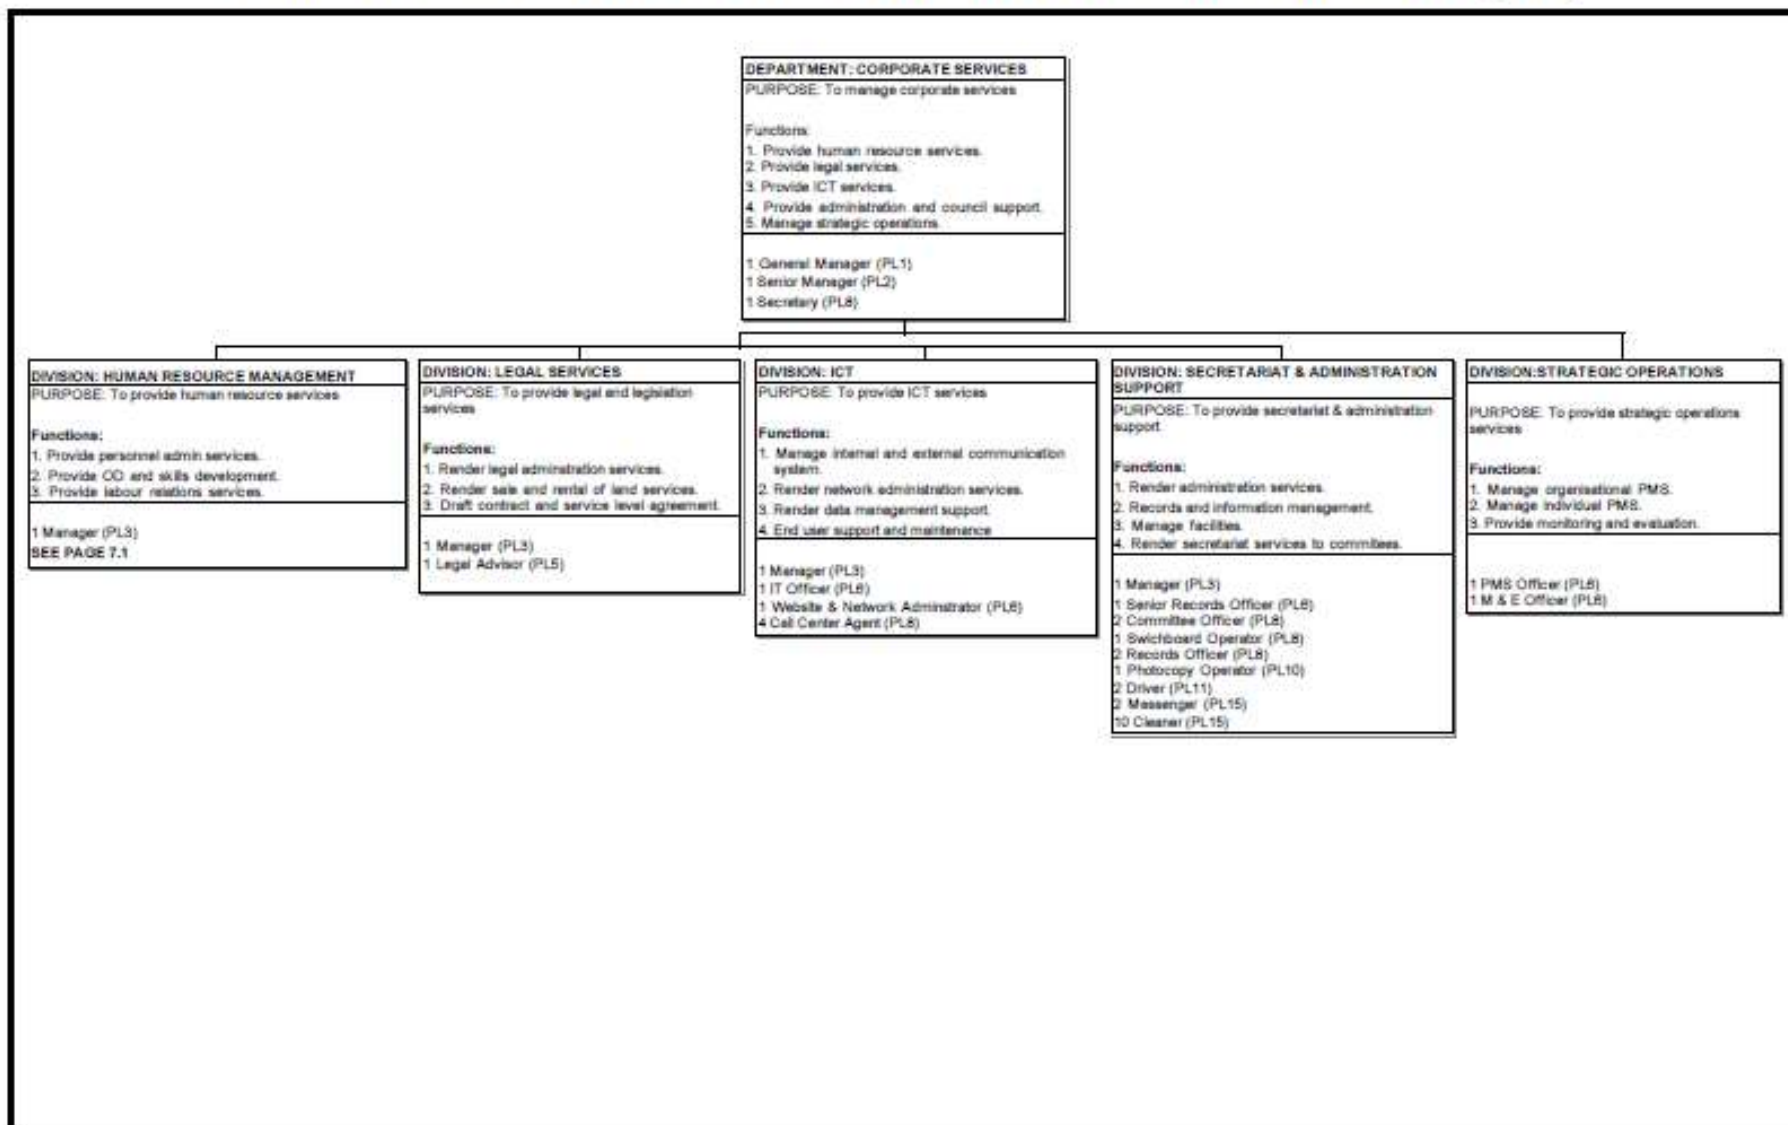 DEPARTMENT: CORPORATE SERVICES
PURPOSE: To manage corporate services
Functions:
1. Provide human resource services.
2. Provide legal services.
3. Provide ICT services.
4. Provide administration and council support.
5. Manage strategic operations
1 General Manager (PL1)
1 Senior Manager (PL2)
1 Secretary (PL8)
DIVISION: HUMAN RESOURCE MANAGEMENT
PURPOSE: To provide human resource services
Functions:
1. Provide personnel admin services.
2. Provide OD and skills development.
3. Provide labour relations services.
1 Manager (PL3)
SEE PAGE 7.1
DIVISION: LEGAL SERVICES
PURPOSE: To provide legal and legislation
services
Functions:
1. Render legal adminstration services.
2. Render sale and rental of land services.
3. Draft contract and service level agreement.
1 Manager (PL3)
1 Legal Advisor (PL5)
DIVISION: ICT
PURPOSE: To provide ICT services
Functions:
1. Manage internal and external communication
system.
2. Render network administration services.
3. Render data management support
4. End user support and maintenance
1 Manager (PL3)
1 IT Officer (PL6)
1 Website & Network Adminstrator (PL6)
4 Call Center Agent (PL8)
DIVISION: SECRETARIAT & ADMINISTRATION
SUPPORT
PURPOSE: To provide secretariat & administration
support
Functions:
1. Render administration services.
2. Records and information management.
3. Manage facilities.
4. Render secretariat services to committees.
1 Manager (PL3)
1 Senior Records Officer (PL6)
2 Committee Officer (PL8)
1 Swichboard Operator (PL8)
2 Records Officer (PL8)
1 Photocopy Operator (PL10)
2 Driver (PL11)
2 Messenger (PL15)
10 Cleaner (PL15)
DIVISION:STRATEGIC OPERATIONS
PURPOSE: To provide strategic operations
services
Functions:
1. Manage organisational PMS.
2. Manage individual PMS.
3. Provide monitoring and evaluation.
1 PMS Officer (PL6)
1 M & E Officer (PL6)